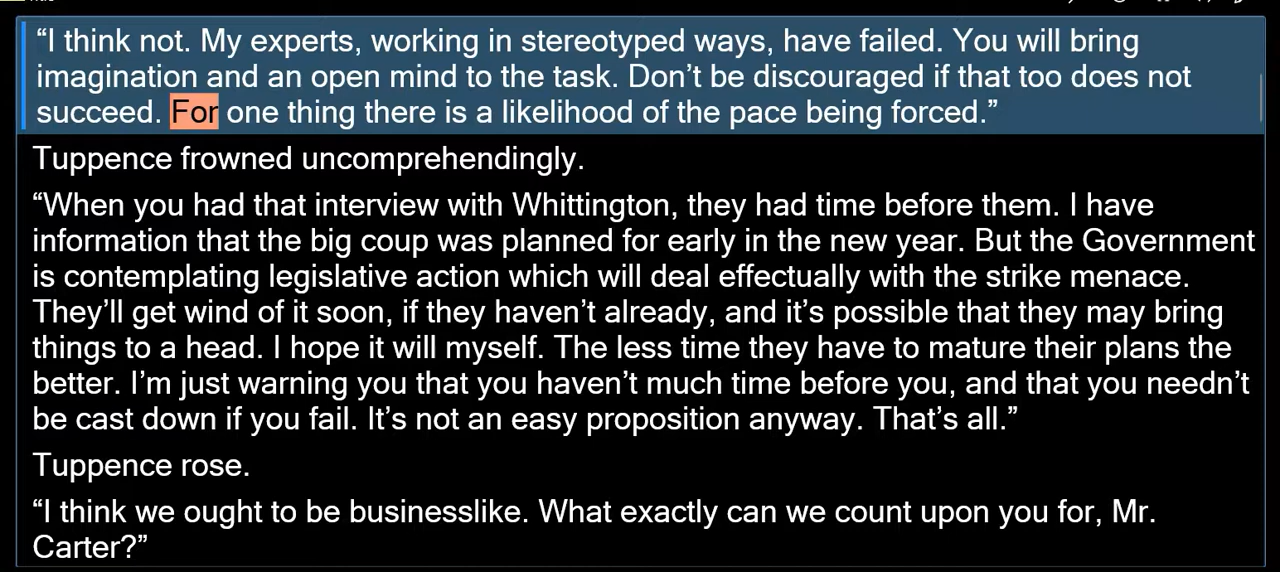 “I think not. My experts, working in stereotyped ways, have failed. You will bring
imagination and an open mind to the task. Don’t be discouraged if that too does not
succeed. For one thing there is a likelihood of the pace being forced.”
Tuppence frowned uncomprehendingly.
“When you had that interview with Whittington, they had time before them. I have
information that the big coup was planned for early in the new year. But the Government
is contemplating legislative action which will deal effectually with the strike menace.
They’ll get wind of it soon, if they haven’t already, and it’s possible that they may bring
things to a head. I hope it will myself. The less time they have to mature their plans the
better. I’m just warning you that you haven’t much time before you, and that you needn’t
be cast down if you fail. It’s not an easy proposition anyway. That’s all.”
Tuppence rose.
“I think we ought to be businesslike. What exactly can we count upon you for, Mr.
Carter?”